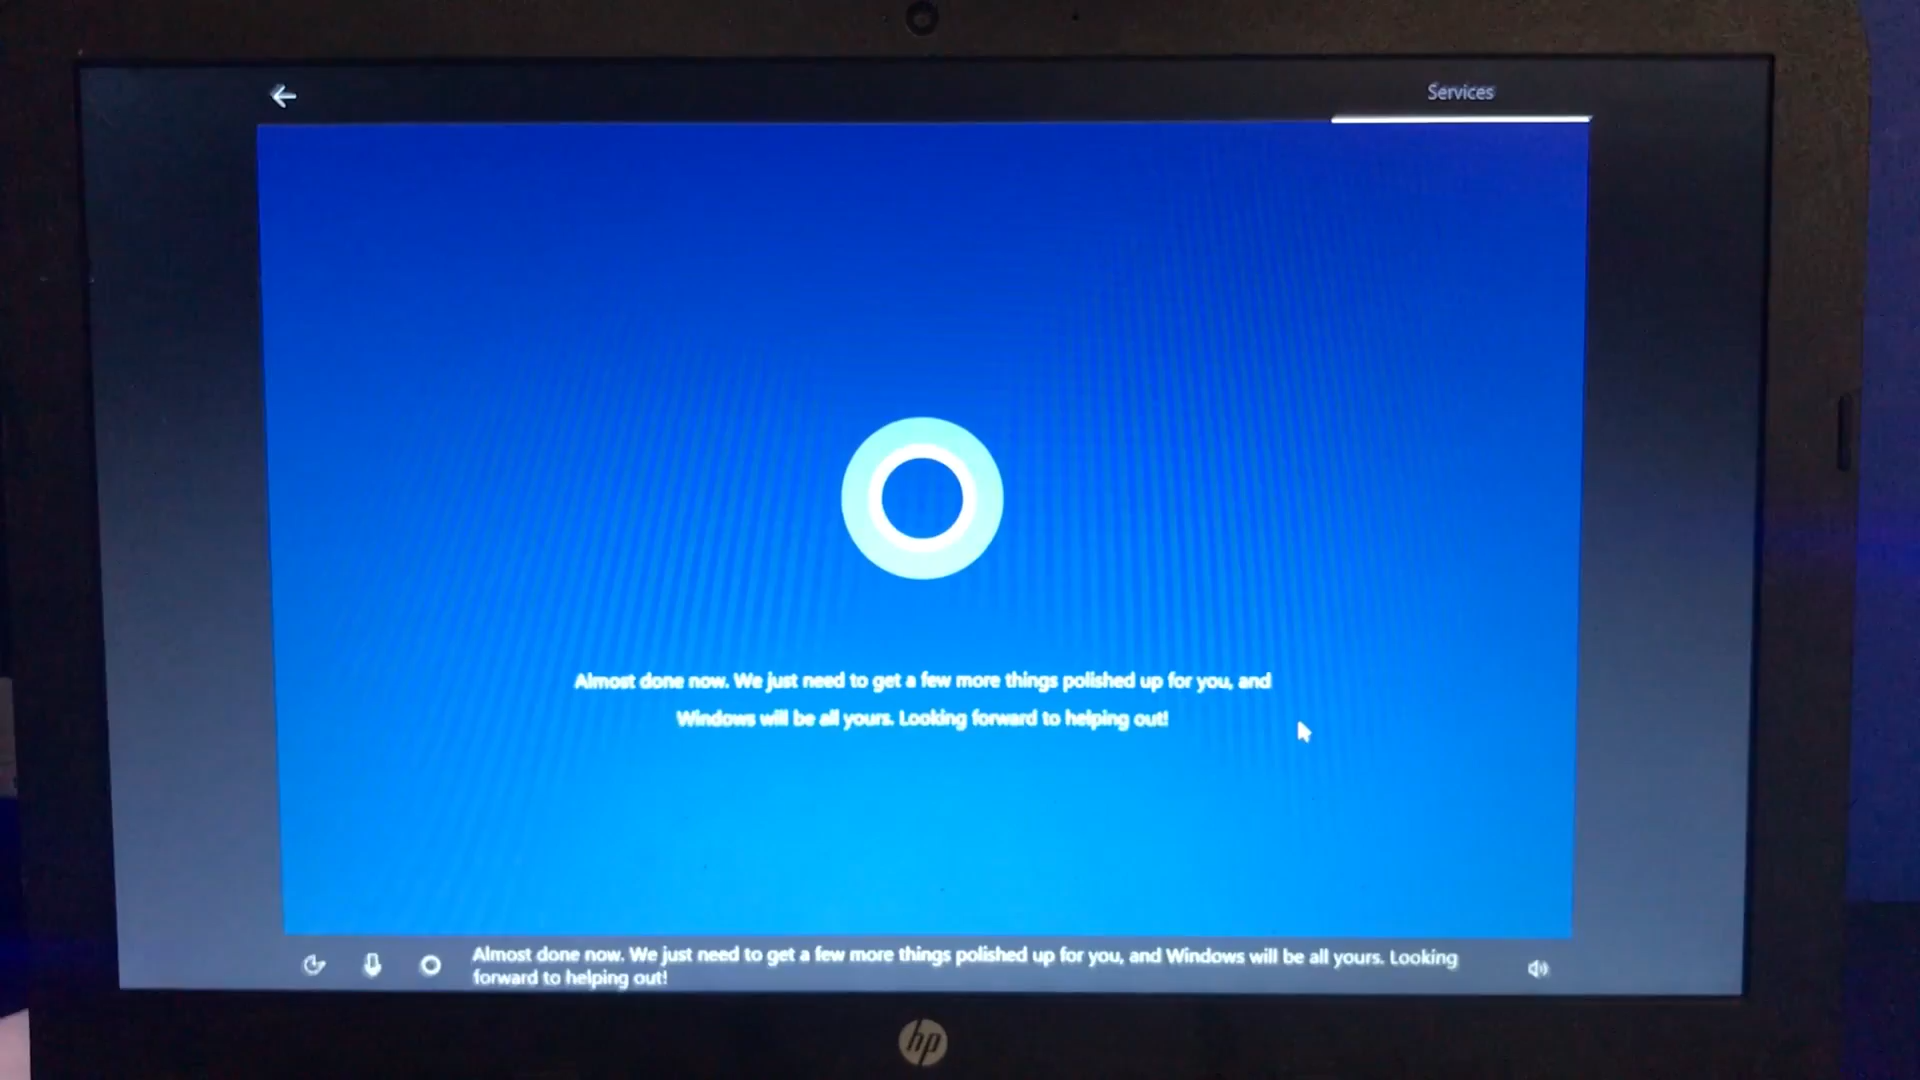 Services
Almost done now. We just need to get a few more things polished up for you, and
Windows will be all yours. Looking forward to helping out!
Almost done now. We just need to get a few more things polished up for you, and Windows will be all yours. Looking
forward to helping out!
hp